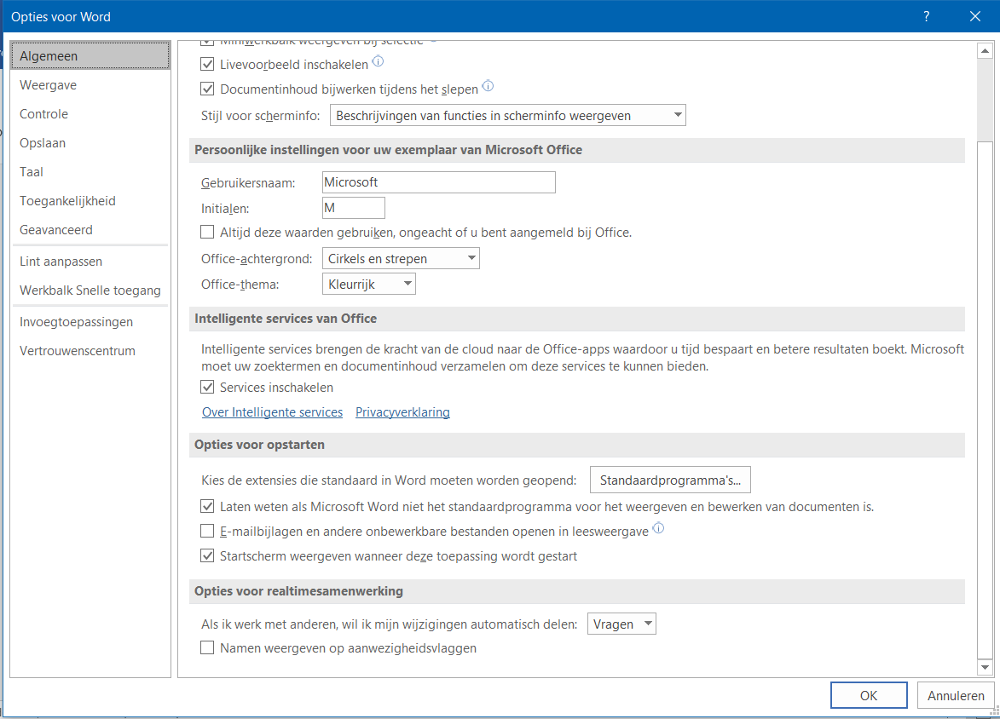 Opties voor Word
?
Algemeen
Weergave
Controle
Opslaan
Taal
Toegankelijkheid
Geavanceerd
Lint aanpassen
Werkbalk Snelle toegang
Invoegtoepassingen
Vertrouwenscentrum
Miniwerkbalk weergeven bij selectie
Livevoorbeeld inschakelen
Documentinhoud bijwerken tijdens het slepen
Stijl voor scherminfo: Beschrijvingen van functies in scherminfo weergeven
Persoonlijke instellingen voor uw exemplaar van Microsoft Office
Gebruikersnaam: Microsoft
Initialen: M
Altijd deze waarden gebruiken, ongeacht of u bent aangemeld bij Office.
Office-achtergrond: Cirkels en strepen
Office-thema: Kleurrijk
Intelligente services van Office
Intelligente services brengen de kracht van de cloud naar de Office-apps waardoor u tijd bespaart en betere resultaten boekt. Microsoft
moet uw zoektermen en documentinhoud verzamelen om deze services te kunnen bieden.
Services inschakelen
Over Intelligente services Privacyverklaring
Opties voor opstarten
Kies de extensies die standaard in Word moeten worden geopend: Standaardprogramma's...
Laten weten als Microsoft Word niet het standaardprogramma voor het weergeven en bewerken van documenten is.
E-mailbijlagen en andere onbewerkbare bestanden openen in leesweergave
Startscherm weergeven wanneer deze toepassing wordt gestart
Opties voor realtimesamenwerking
Als ik werk met anderen, wil ik mijn wijzigingen automatisch delen: Vragen
Namen weergeven op aanwezigheidsvlaggen
OK Annuleren